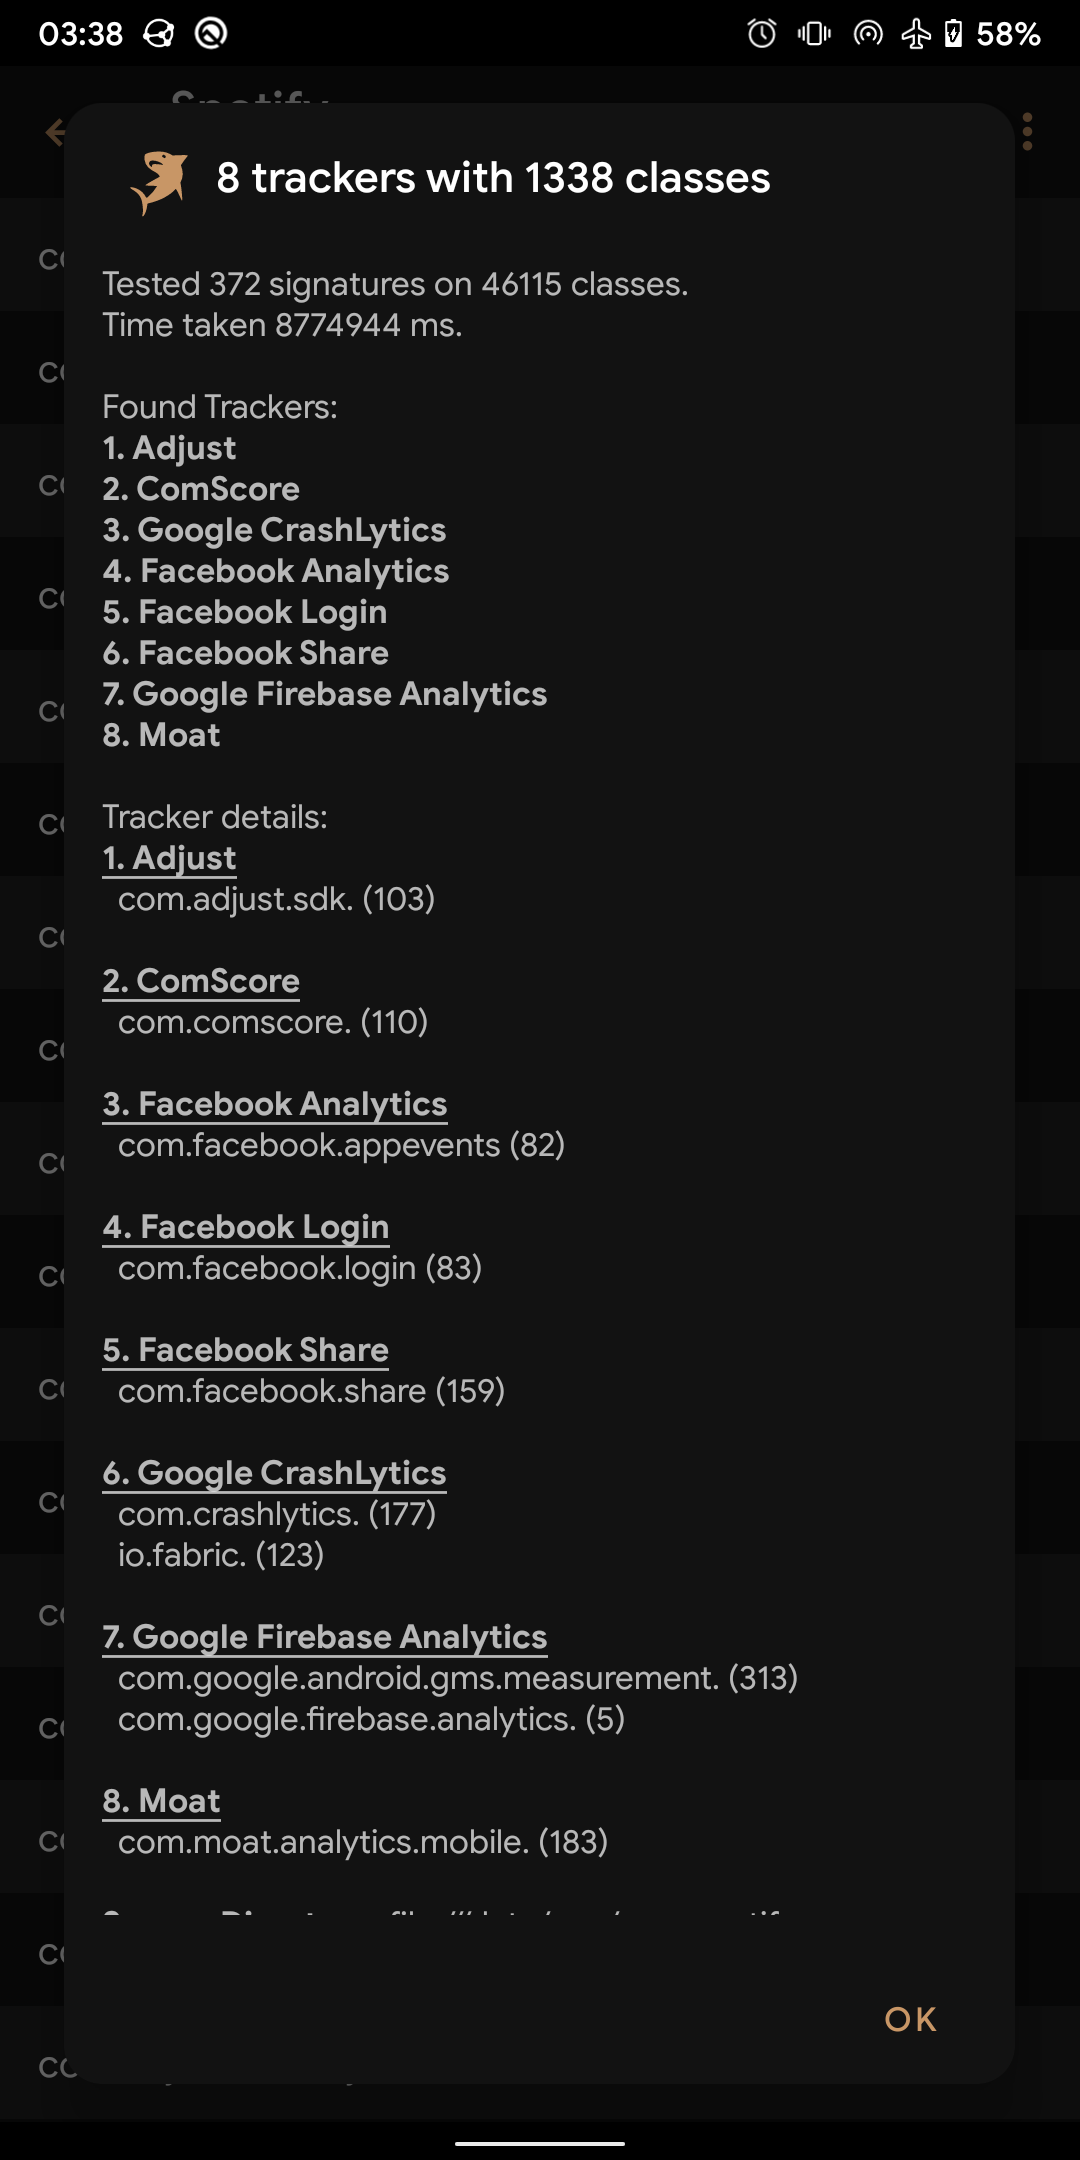 03:38
58%
Spotify
8 trackers with 1338 classes
Tested 372 signatures on 46115 classes.
Time taken 8774944 ms.
Found Trackers:
1. Adjust
2. ComScore
3. Google CrashLytics
4. Facebook Analytics
5. Facebook Login
6. Facebook Share
7. Google Firebase Analytics
8. Moat
Tracker details:
1. Adjust
com.adjust.sdk. (103)
2. ComScore
com.comscore. (110)
3. Facebook Analytics
com.facebook.appevents (82)
4. Facebook Login
com.facebook.login (83)
5. Facebook Share
com.facebook.share (159)
6. Google CrashLytics
com.crashlytics. (177)
io.fabric. (123)
7. Google Firebase Analytics
com.google.android.gms.measurement. (313)
com.google.firebase.analytics. (5)
8. Moat
com.moat.analytics.mobile. (183)
OK